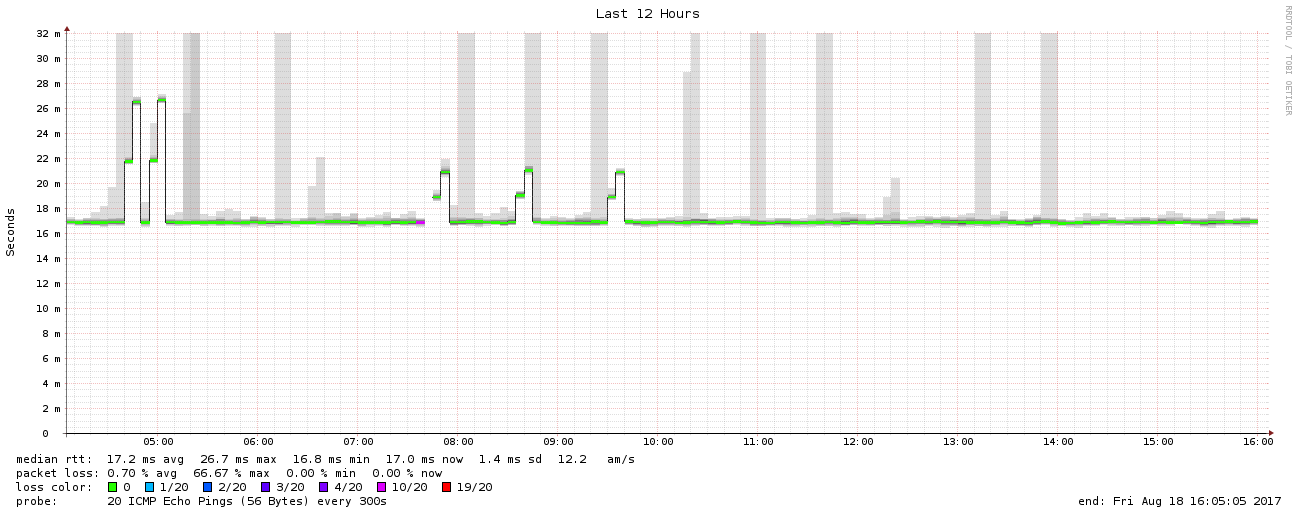 Last 12 Hours
RRDTOOL / TOBI OETIKER
Seconds
32 m
30 m
28 m
26 m
24 m
22 m
20 m
18 m
16 m
14 m
12 m
10 m
8 m
6 m
4 m
2 m
0
05:00 06:00 07:00 08:00 09:00 10:00 11:00 12:00 13:00 14:00 15:00 16:00
median rtt: 17.2 ms avg 26.7 ms max 16.8 ms min 17.0 ms now 1.4 ms sd 12.2 am/s
packet loss: 0.70 % avg 66.67 % max 0.00 % min 0.00 % now
loss color: 0 1/20 2/20 3/20 4/20 10/20 19/20
probe: 20 ICMP Echo Pings (56 Bytes) every 300s end: Fri Aug 18 16:05:05 2017